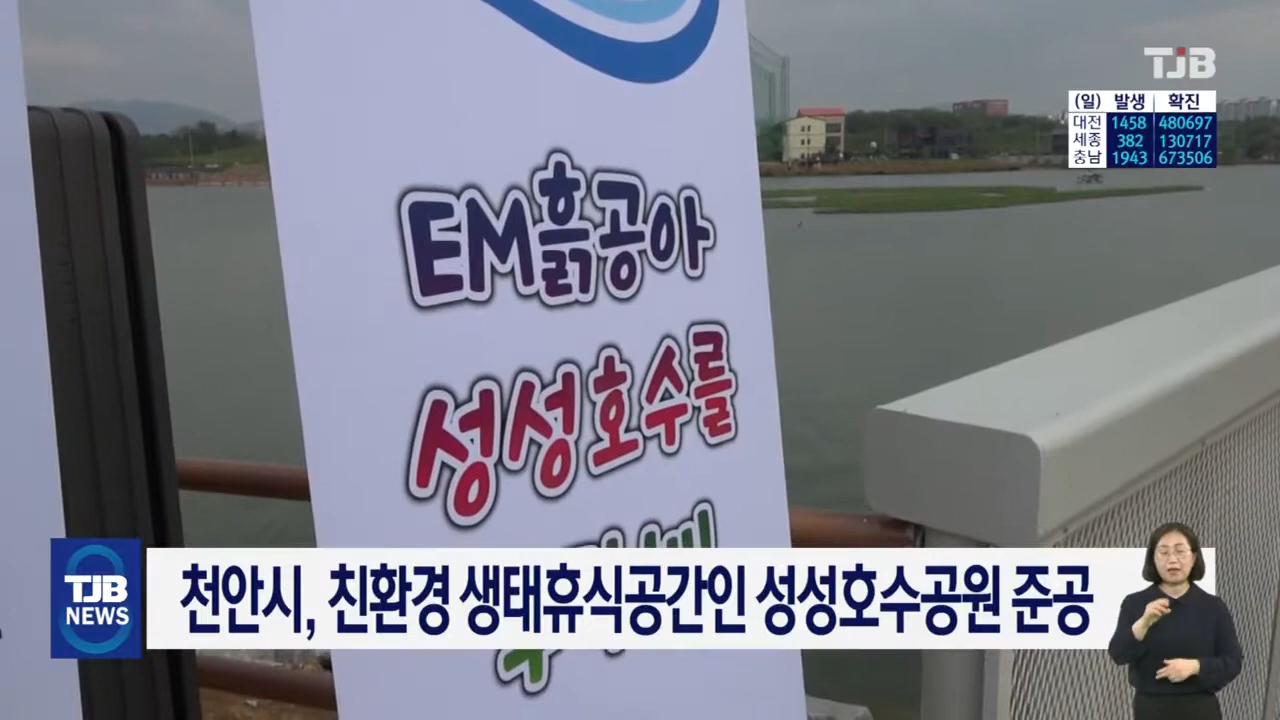 TJB
(일) 발생 확진
대전 1458 480697
세종 382 130717
충남 1943 673506
EM흙공아
성성호수를
TJB
NEWS
천안시, 친환경 생태휴식공간인 성성호수공원 준공